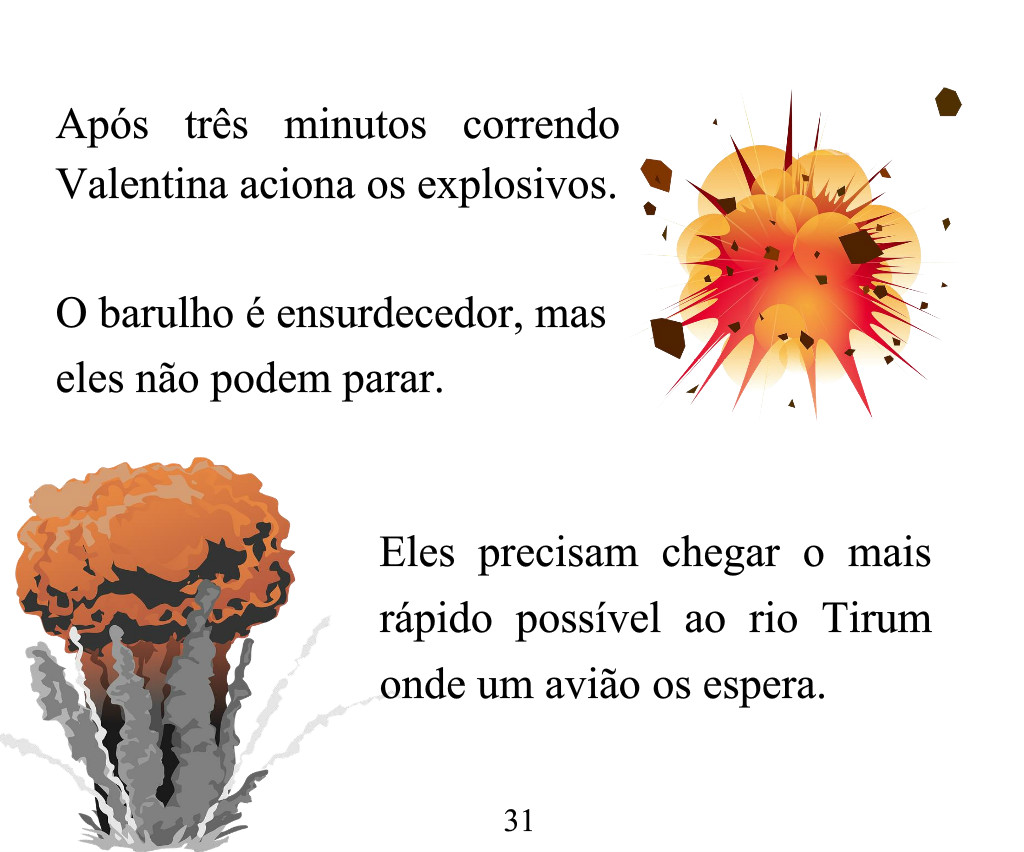 Após três minutos correndo
Valentina aciona os explosivos.
O barulho é ensurdecedor, mas
eles não podem parar.
Eles precisam chegar o mais
rápido possível ao rio Tirum
onde um avião os espera.
31